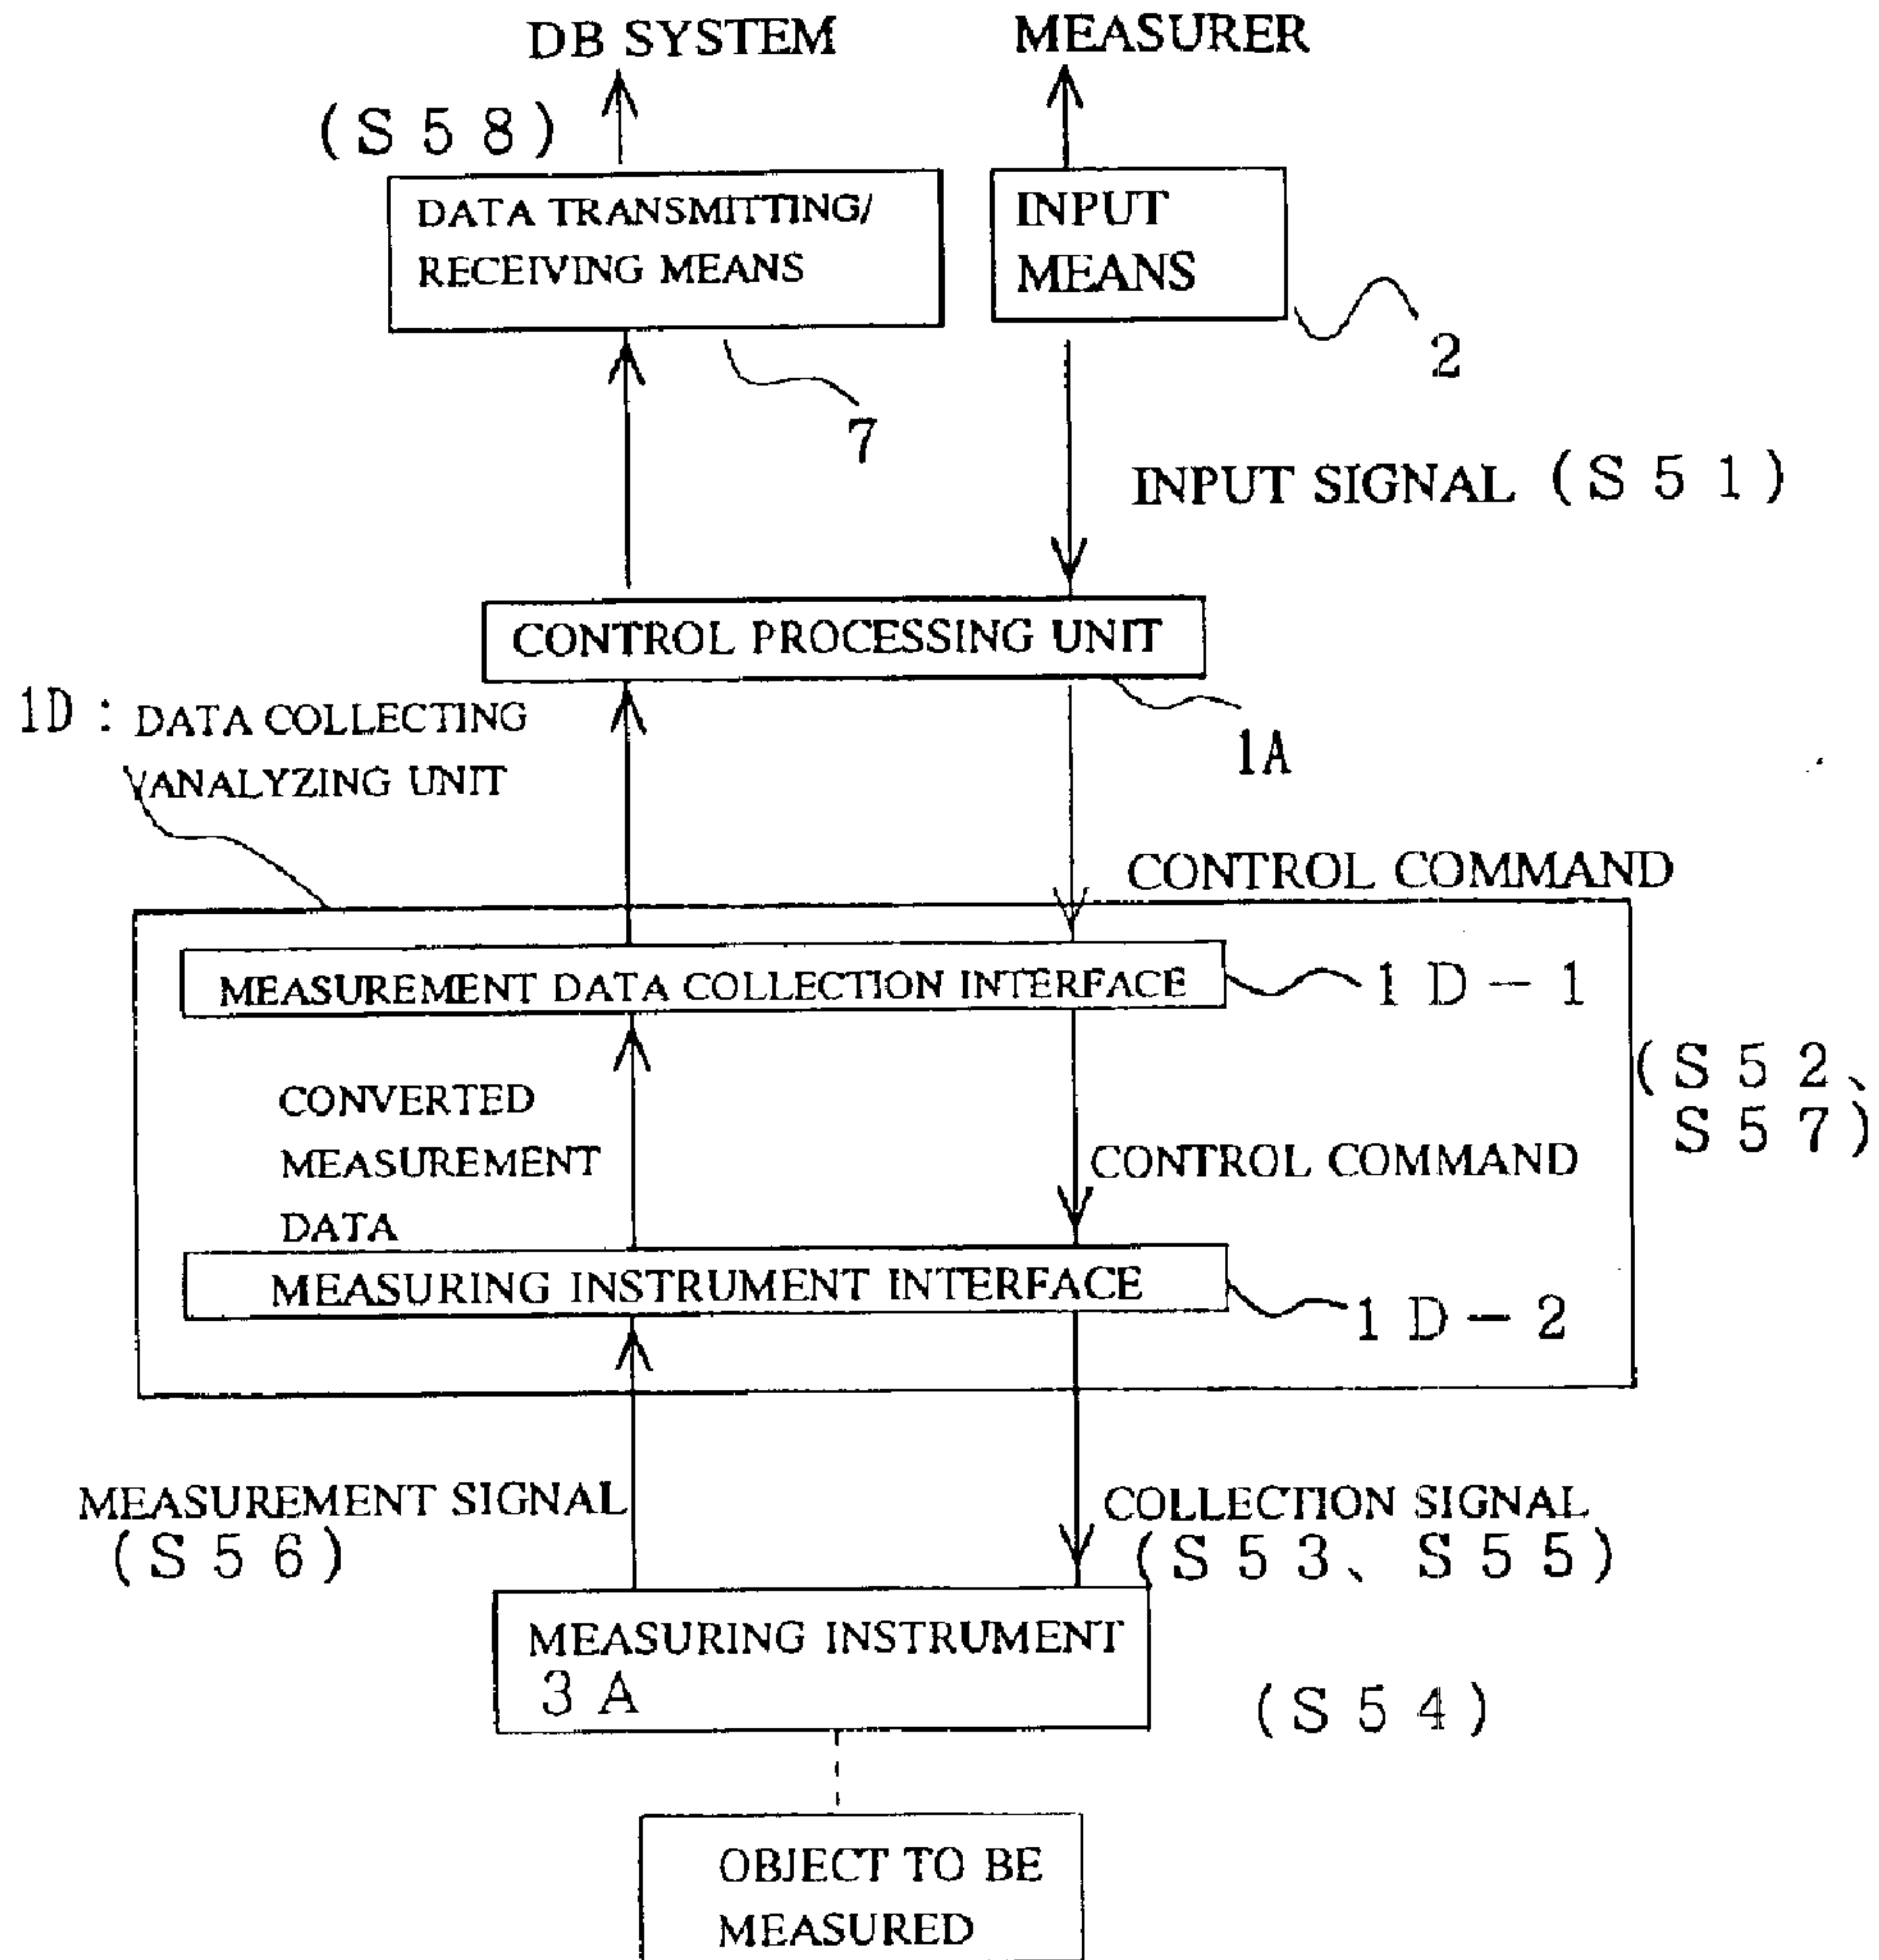 DB SYSTEM
MEASURER
(S58)
DATA TRANSMITTING/
RECEIVING MEANS
INPUT
MEANS
2
7
INPUT SIGNAL (S51)
CONTROL PROCESSING UNIT
1D : DATA COLLECTING
/ANALYZING UNIT
1A
CONTROL COMMAND
MEASUREMENT DATA COLLECTION INTERFACE
1D-1
(S52、
S57)
CONVERTED
MEASUREMENT
DATA
CONTROL COMMAND
MEASURING INSTRUMENT INTERFACE
1D-2
MEASUREMENT SIGNAL
(S56)
COLLECTION SIGNAL
(S53、S55)
MEASURING INSTRUMENT
3A
(S54)
OBJECT TO BE
MEASURED